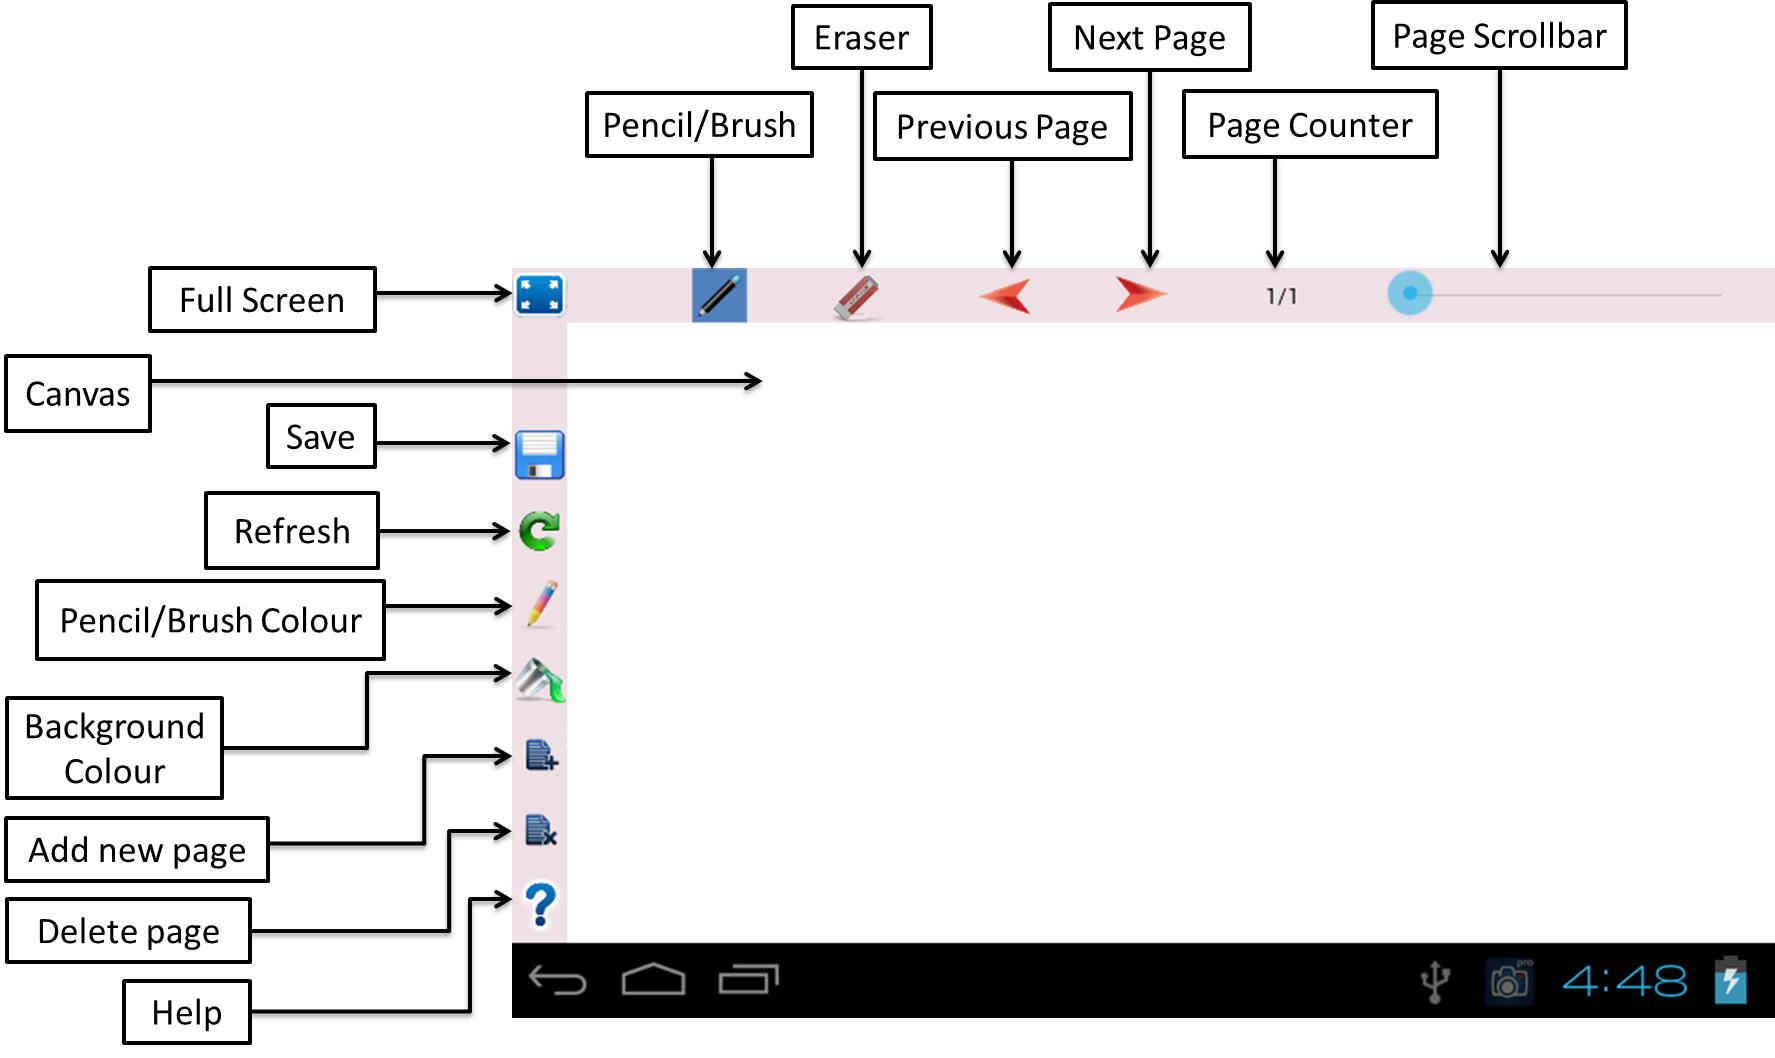 Eraser
Next Page
Page Scrollbar
Pencil/Brush
Previous Page
Page Counter
Full Screen
1/1
Canvas
Save
Refresh
Pencil/Brush Colour
Background
Colour
Add new page
Delete page
Help
pro
4:48